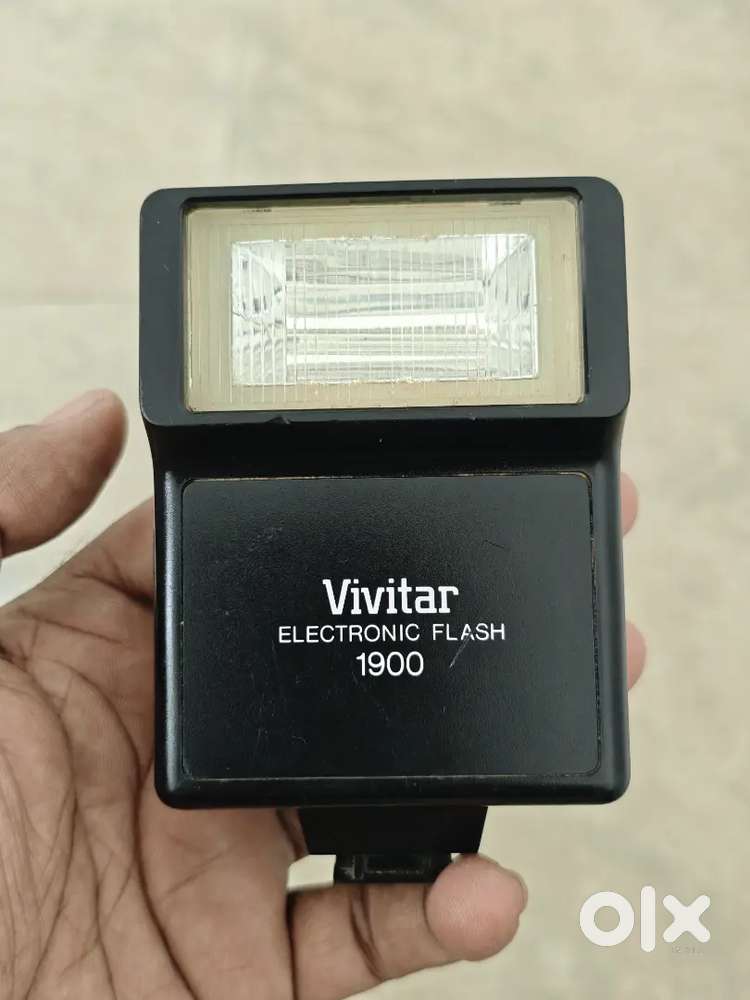 Vivitar
ELECTRONIC FLASH
1900
olx